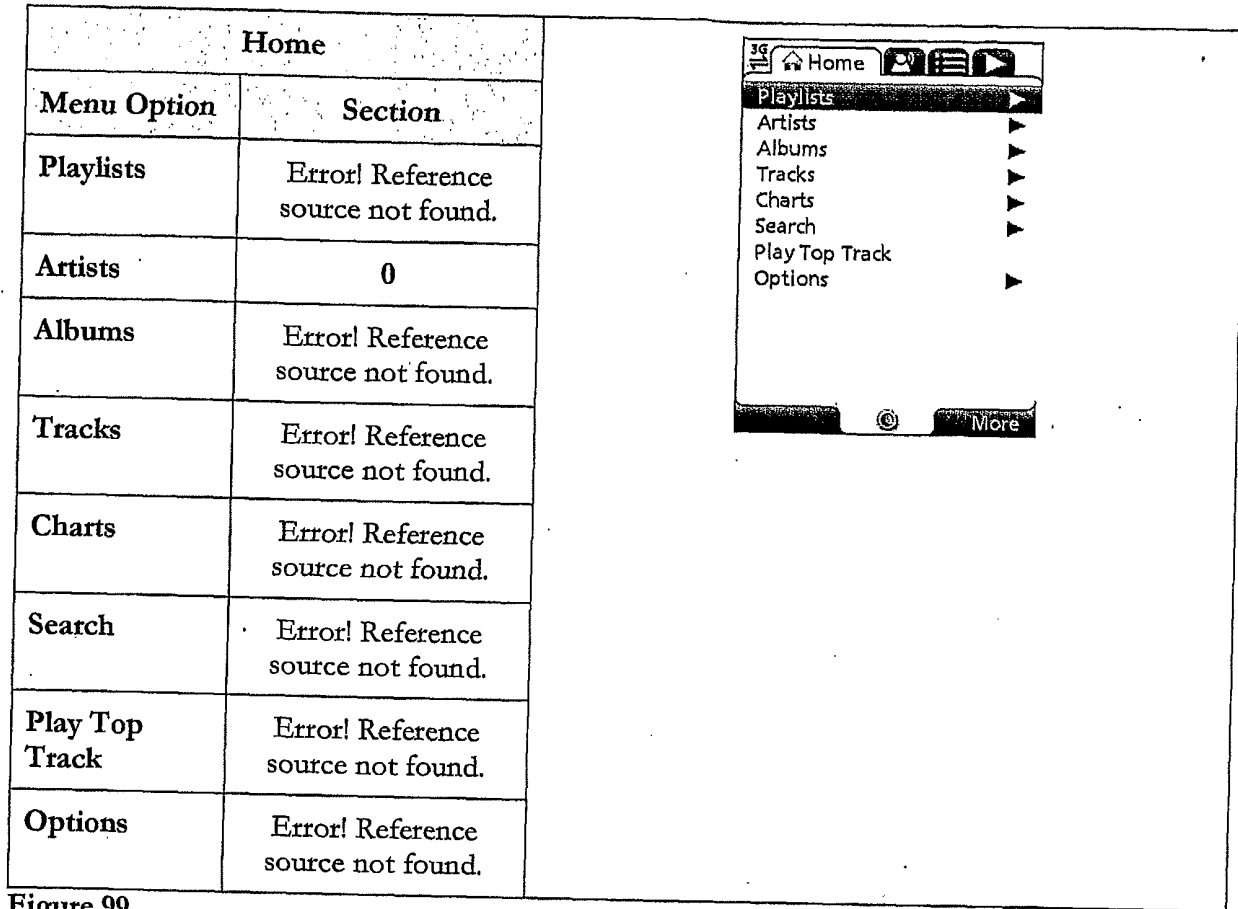 Home
Menu Option Section
Playlists Error! Reference
source not found.
Artists 0
Albums Error! Reference
source not found.
Tracks Error! Reference
source not found.
Charts Error! Reference
source not found.
Search Error! Reference
source not found.
Play Top
Track Error! Reference
source not found.
Options Error! Reference
source not found.
3G Home
Playlists
Artists
Albums
Tracks
Charts
Search
Play Top Track
Options
More
Figure 99